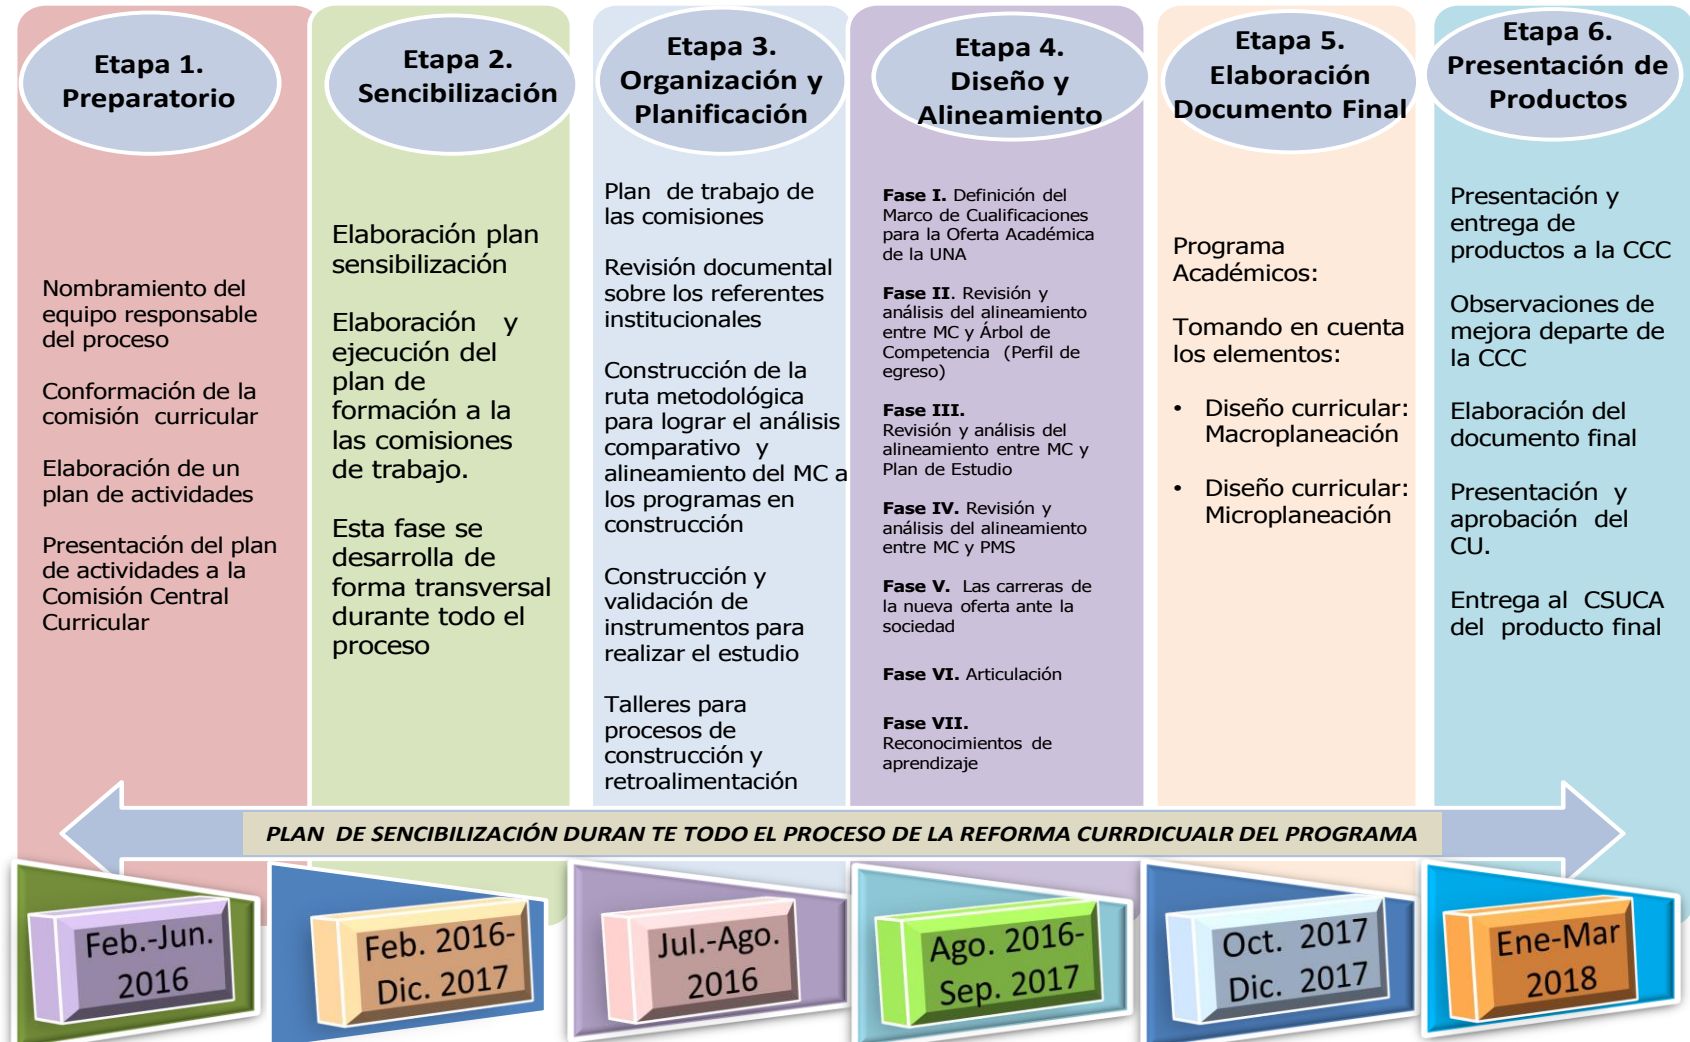 Etapa 1.
Preparatorio
Nombramiento del
equipo responsable
del proceso
Conformación de la
comisión curricular
Elaboración de un
plan de actividades
Presentación del plan
de actividades a la
Comisión Central
Curricular
Etapa 2.
Sencibilización
Elaboración plan
sensibilización
Elaboración y
ejecución del
plan de
formación a la
las comisiones
de trabajo.
Esta fase se
desarrolla de
forma transversal
durante todo el
proceso
Etapa 3.
Organización y
Planificación
Plan de trabajo de
las comisiones
Revisión documental
sobre los referentes
institucionales
Construcción de la
ruta metodológica
para lograr el análisis
comparativo y
alineamiento del MC a
los programas en
construcción
Construcción y
validación de
instrumentos para
realizar el estudio
Talleres para
procesos de
construcción y
retroalimentación
Etapa 4.
Diseño y
Alineamiento
Fase I. Definición del
Marco de Cualificaciones
para la Oferta Académica
de la UNA
Fase II. Revisión y
análisis del alineamiento
entre MC y Árbol de
Competencia (Perfil de
egreso)
Fase III.
Revisión y análisis del
alineamiento entre MC y
Plan de Estudio
Fase IV. Revisión y
análisis del alineamiento
entre MC y PMS
Fase V. Las carreras de
la nueva oferta ante la
sociedad
Fase VI. Articulación
Fase VII.
Reconocimientos de
aprendizaje
Etapa 5.
Elaboración
Documento Final
Programa
Académicos:
Tomando en cuenta
los elementos:
• Diseño curricular:
Macroplaneación
• Diseño curricular:
Microplaneación
Etapa 6.
Presentación de
Productos
Presentación y
entrega de
productos a la CCC
Observaciones de
mejora departe de
la CCC
Elaboración del
documento final
Presentación y
aprobación del
CU.
Entrega al CSUCA
del producto final
PLAN DE SENCIBILIZACIÓN DURAN TE TODO EL PROCESO DE LA REFORMA CURRDICUALR DEL PROGRAMA
Feb.-Jun.
2016
Feb. 2016-
Dic. 2017
Jul.-Ago.
2016
Ago. 2016-
Sep. 2017
Oct. 2017
Dic. 2017
Ene-Mar
2018